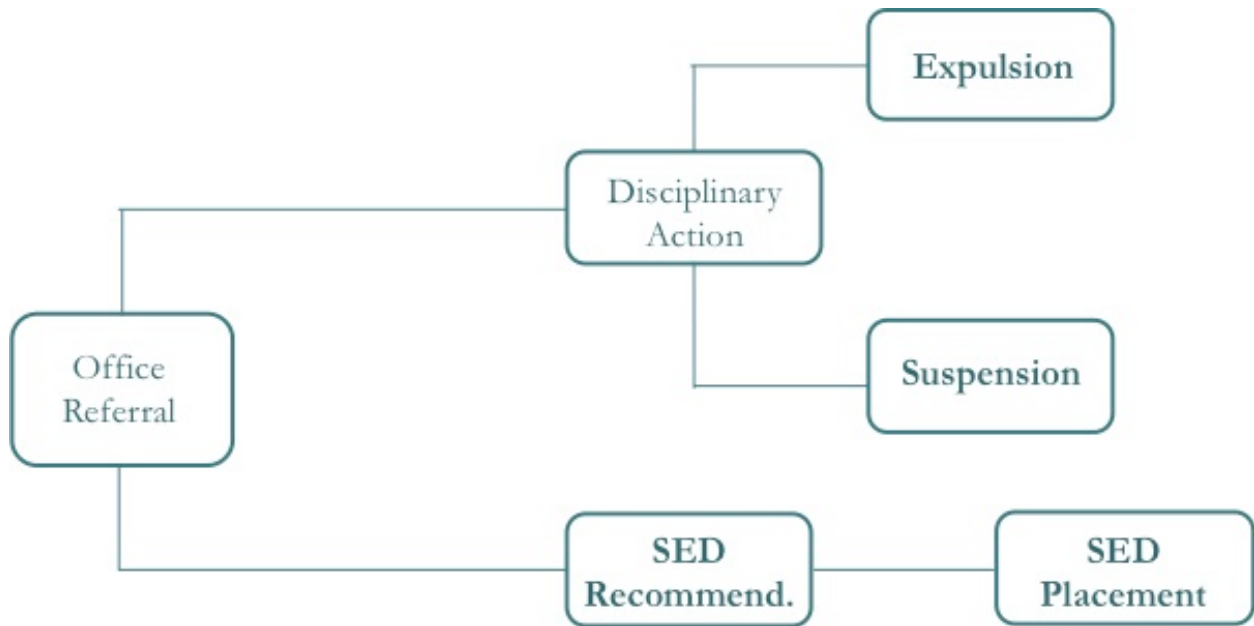 Expulsion
Disciplinary
Action
Office
Referral
Suspension
SED
Recommend.
SED
Placement